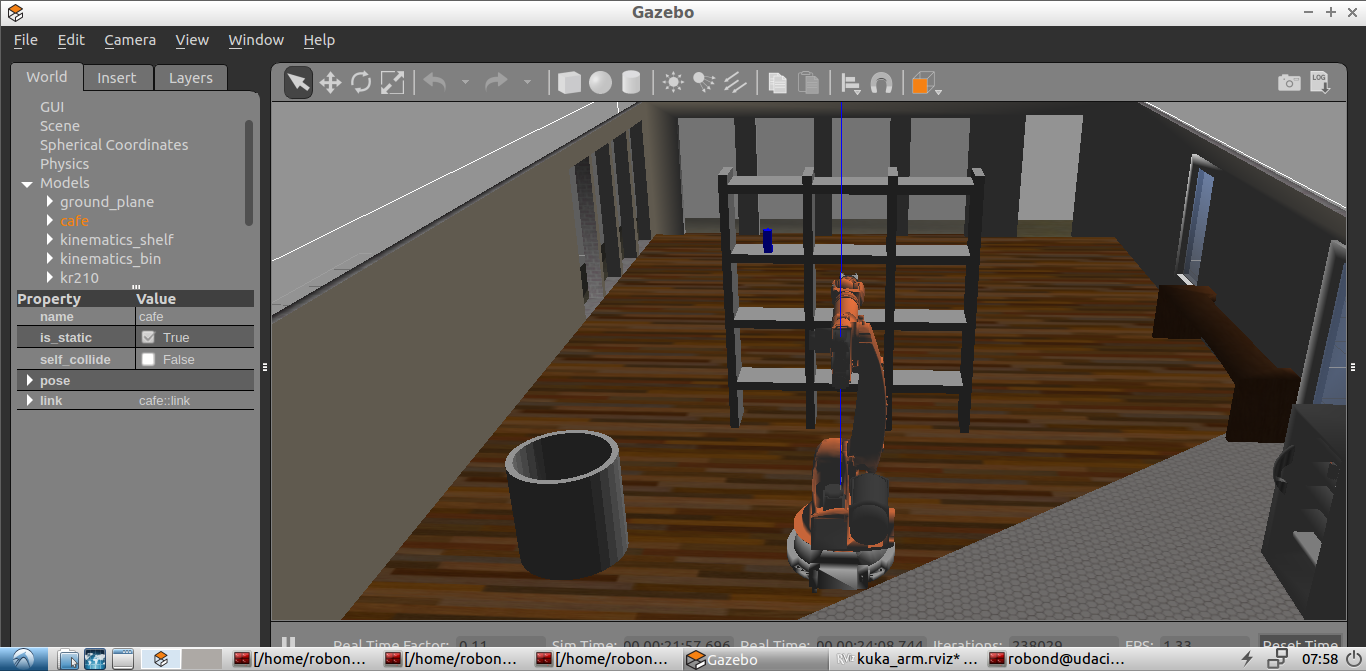 Gazebo
File Edit Camera View Window Help
World Insert Layers
GUI
Scene
Spherical Coordinates
Physics
Models
ground_plane
cafe
kinematics_shelf
kinematics_bin
kr210
Property Value
name cafe
is_static True
self_collide False
pose
link cafe::link
LOG
Real Time Factor: 0.11 Sim Time: 00 00:21:57.696 Real Time: 00 00:24:08.744 Iterations: 238029 FPS: 1.33 Reset Time
[/home/robon... [/home/robon... [/home/robon... Gazebo RViz kuka_arm.rviz* ... robond@udaci... 07:58